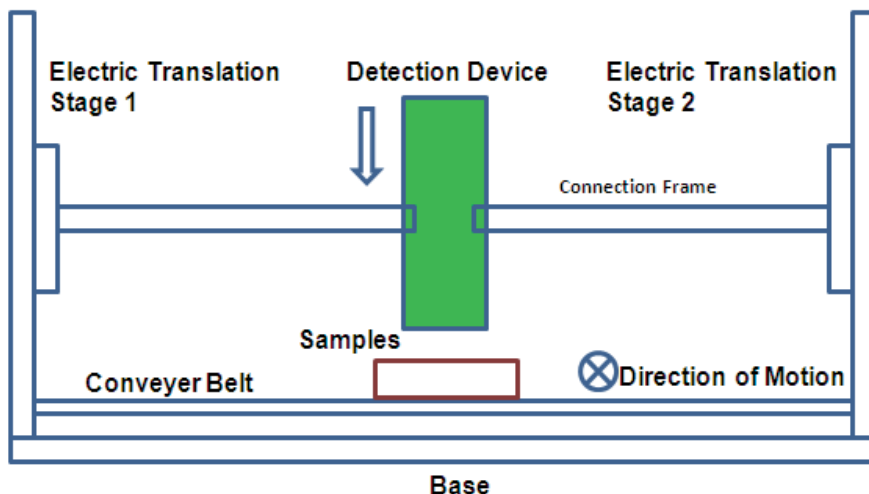 Electric Translation
Stage 1
Detection Device
Electric Translation
Stage 2
Connection Frame
Samples
Conveyer Belt
Direction of Motion
Base